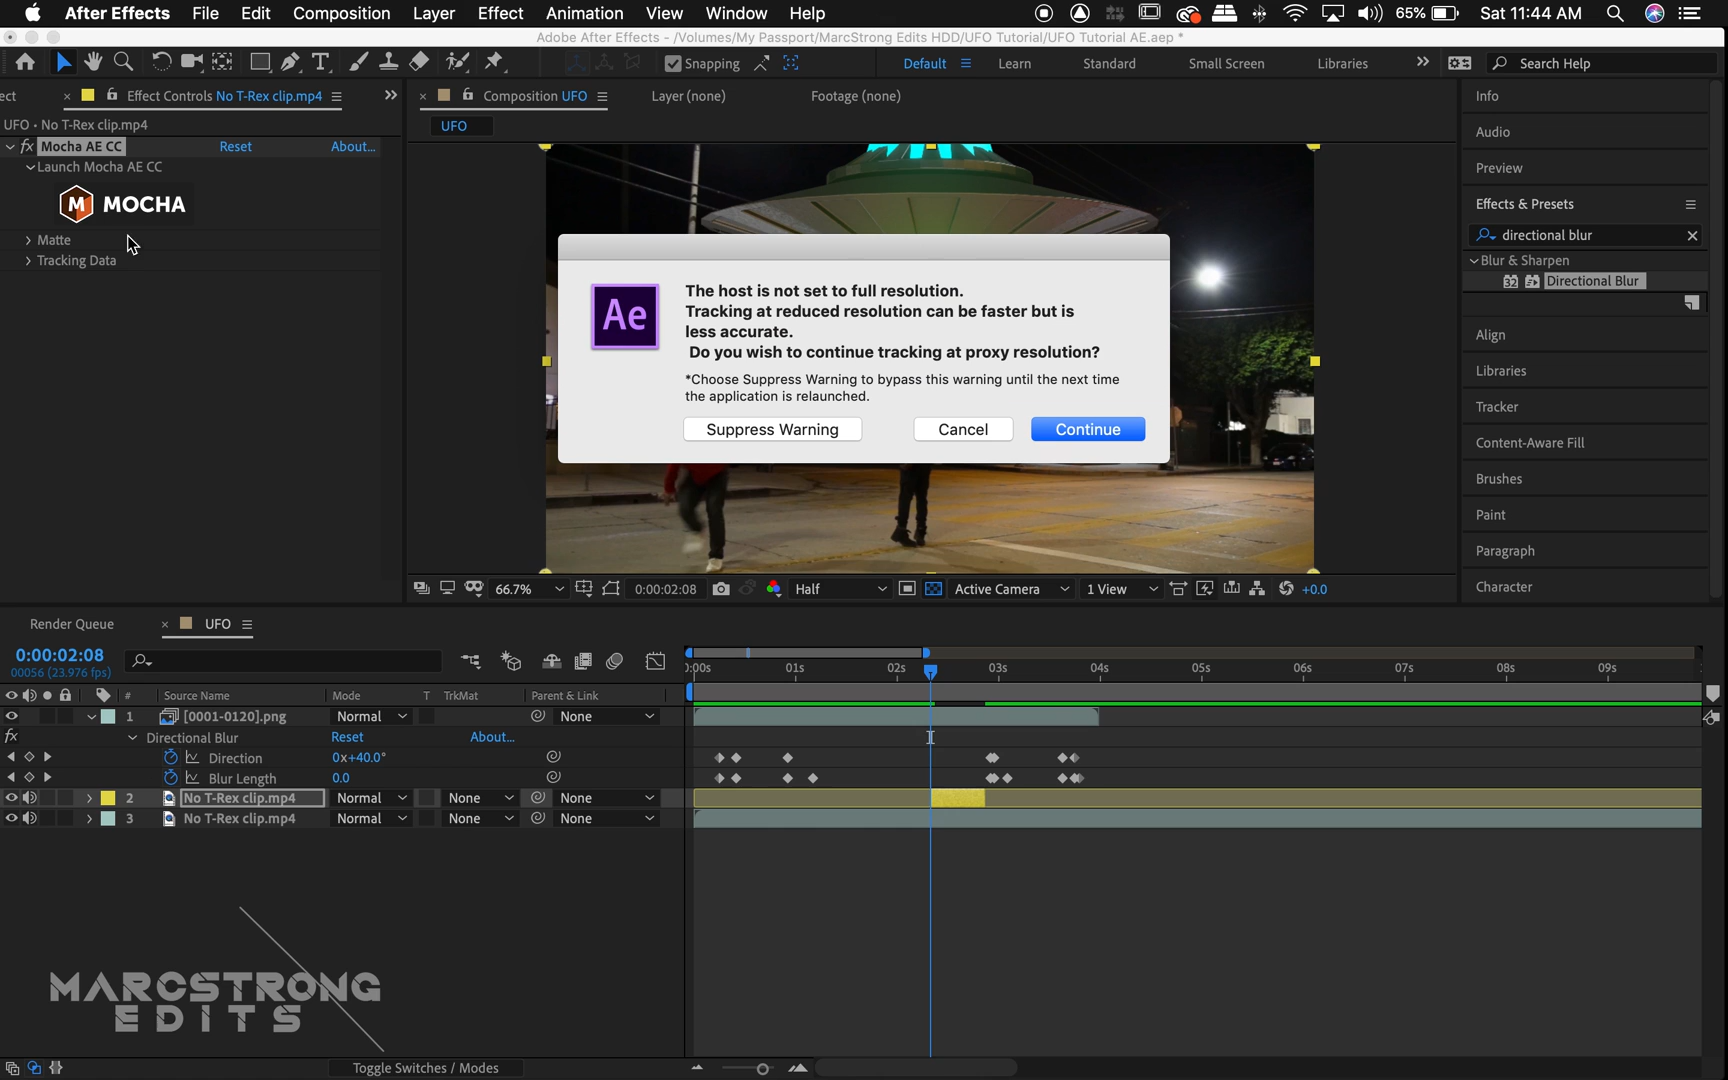 After Effects File Edit Composition Layer Effect Animation View Window Help 65% Sat 11:44 AM
Adobe After Effects - /Volumes/My Passport/MarcStrong Edits HDD/UFO Tutorial/UFO Tutorial AE.aep *
Snapping Default Learn Standard Small Screen Libraries Search Help
ect Effect Controls No T-Rex clip.mp4 Composition UFO Layer (none) Footage (none) Info
UFO • No T-Rex clip.mp4 UFO
Audio
fx Mocha AE CC Reset About...
Launch Mocha AE CC Preview
M MOCHA Effects & Presets
directional blur
Matte
Tracking Data Blur & Sharpen
32 Directional Blur
The host is not set to full resolution.
Tracking at reduced resolution can be faster but is
less accurate.
Do you wish to continue tracking at proxy resolution?
*Choose Suppress Warning to bypass this warning until the next time
the application is relaunched.
Suppress Warning Cancel Continue
Ae
Align
Libraries
Tracker
Content-Aware Fill
Brushes
Paint
Paragraph
Character
66.7% 0:00:02:08 Half Active Camera 1 View +0.0
Render Queue UFO
0:00:02:08
00056 (23.976 fps)
):00s 01s 02s 03s 04s 05s 06s 07s 08s 09s
# Source Name Mode T TrkMat Parent & Link
1 [0001-0120].png Normal None
fx Directional Blur Reset About...
Direction 0x+40.0°
Blur Length 0.0
2 No T-Rex clip.mp4 Normal None None
3 No T-Rex clip.mp4 Normal None None
MARCSTRONG
EDITS
Toggle Switches / Modes